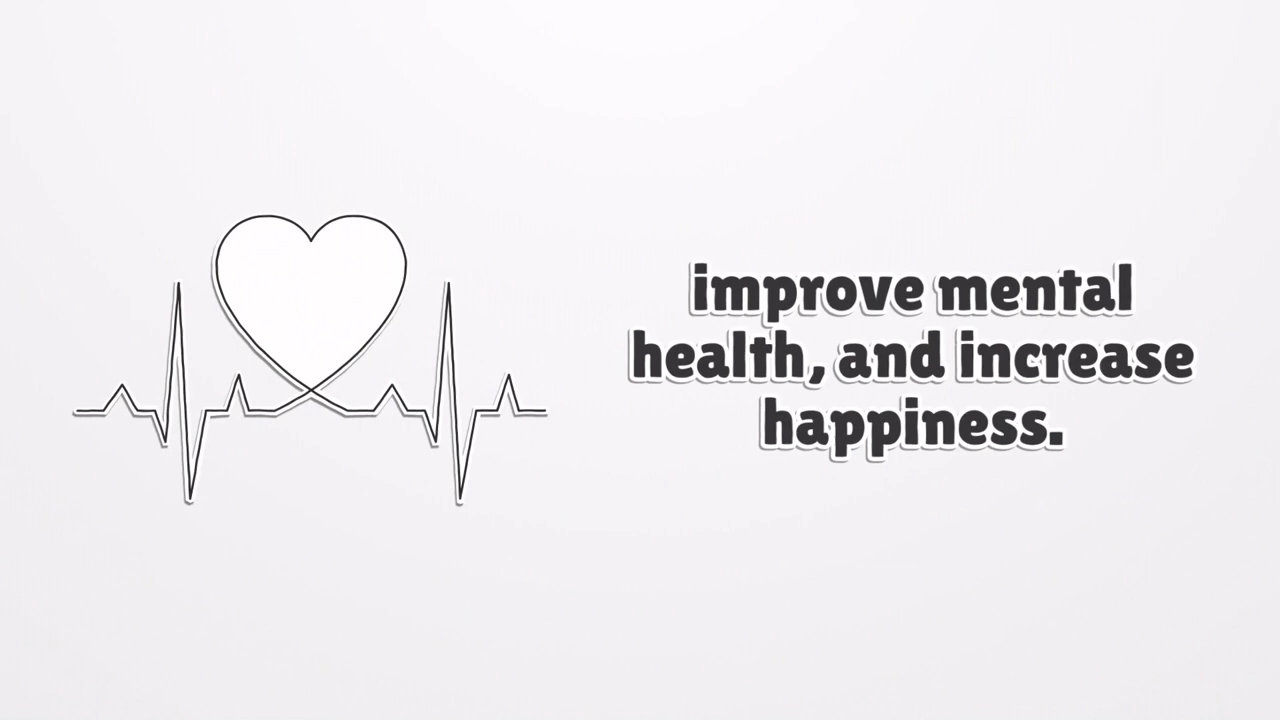 improve mental
health, and increase
happiness.